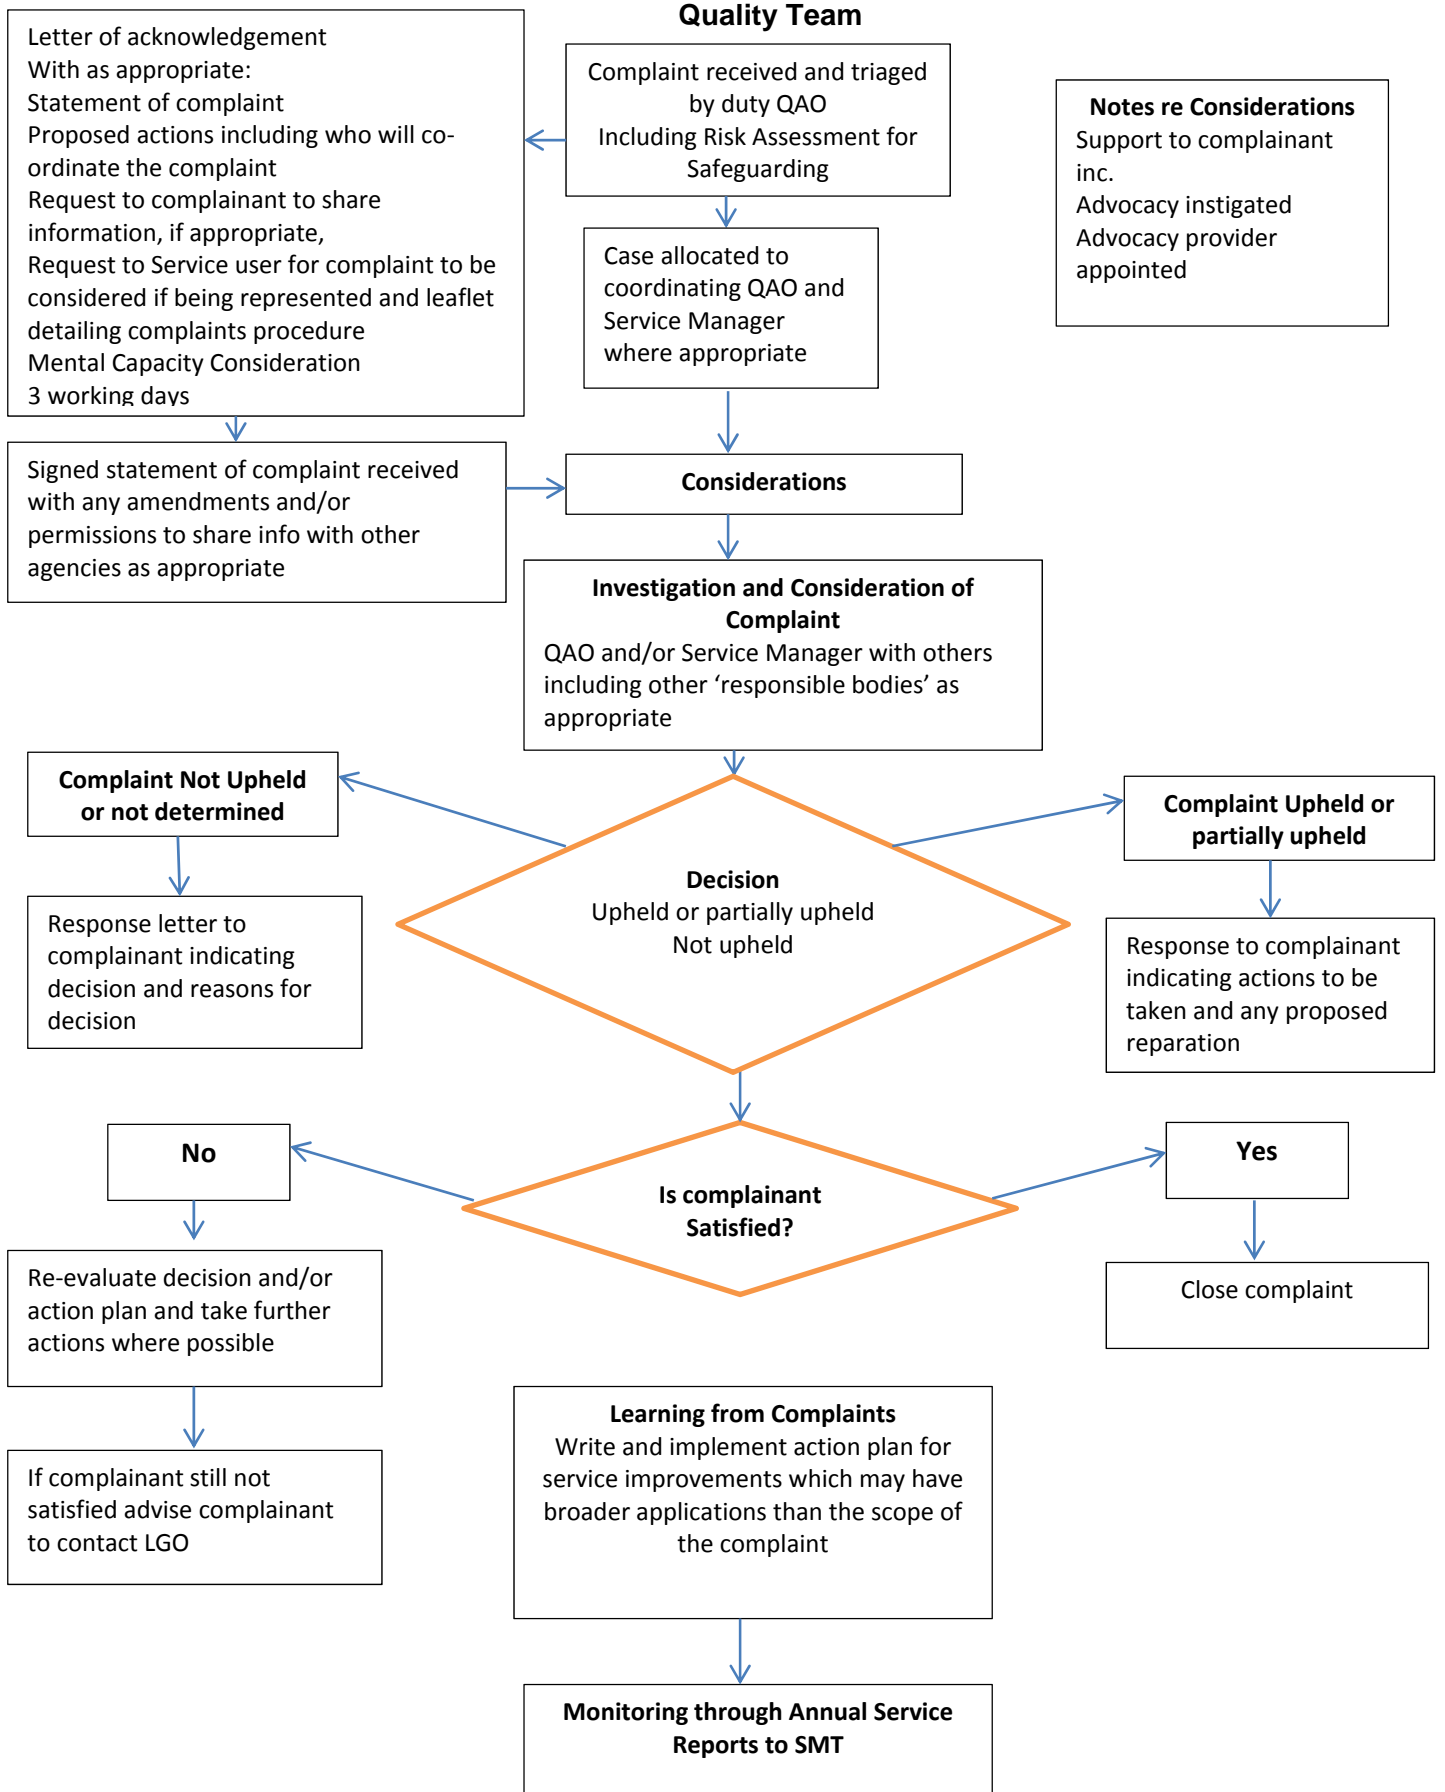 Quality Team
Letter of acknowledgement
With as appropriate:
Statement of complaint
Proposed actions including who will co-
ordinate the complaint
Request to complainant to share
information, if appropriate,
Request to Service user for complaint to be
considered if being represented and leaflet
detailing complaints procedure
Mental Capacity Consideration
3 working days
Complaint received and triaged
by duty QAO
Including Risk Assessment for
Safeguarding
Notes re Considerations
Support to complainant
inc.
Advocacy instigated
Advocacy provider
appointed
Case allocated to
coordinating QAO and
Service Manager
where appropriate
Signed statement of complaint received
with any amendments and/or
permissions to share info with other
agencies as appropriate
Considerations
Investigation and Consideration of
Complaint
QAO and/or Service Manager with others
including other ‘responsible bodies’ as
appropriate
Complaint Not Upheld
or not determined
Complaint Upheld or
partially upheld
Decision
Upheld or partially upheld
Not upheld
Response letter to
complainant indicating
decision and reasons for
decision
Response to complainant
indicating actions to be
taken and any proposed
reparation
No
Is complainant
Satisfied?
Yes
Re-evaluate decision and/or
action plan and take further
actions where possible
Close complaint
If complainant still not
satisfied advise complainant
to contact LGO
Learning from Complaints
Write and implement action plan for
service improvements which may have
broader applications than the scope of
the complaint
Monitoring through Annual Service
Reports to SMT